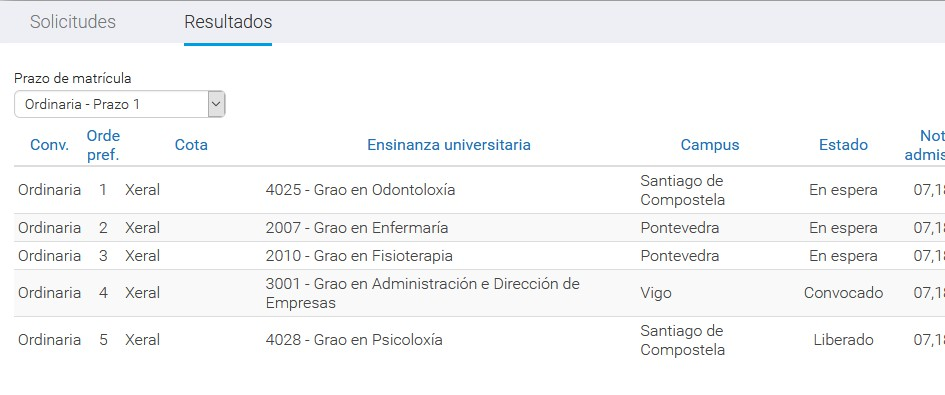 Solicitudes Resultados
Prazo de matrícula
Ordinaria - Prazo 1
Conv. Orde pref. Cota Ensinanza universitaria Campus Estado
Ordinaria 1 Xeral 4025 - Grao en Odontoloxía Santiago de Compostela En espera 07,18
Ordinaria 2 Xeral 2007 - Grao en Enfermaría Pontevedra En espera 07,18
Ordinaria 3 Xeral 2010 - Grao en Fisioterapia Pontevedra En espera 07,18
Ordinaria 4 Xeral 3001 - Grao en Administración e Dirección de Empresas Vigo Convocado 07,18
Ordinaria 5 Xeral 4028 - Grao en Psicoloxía Santiago de Compostela Liberado 07,18